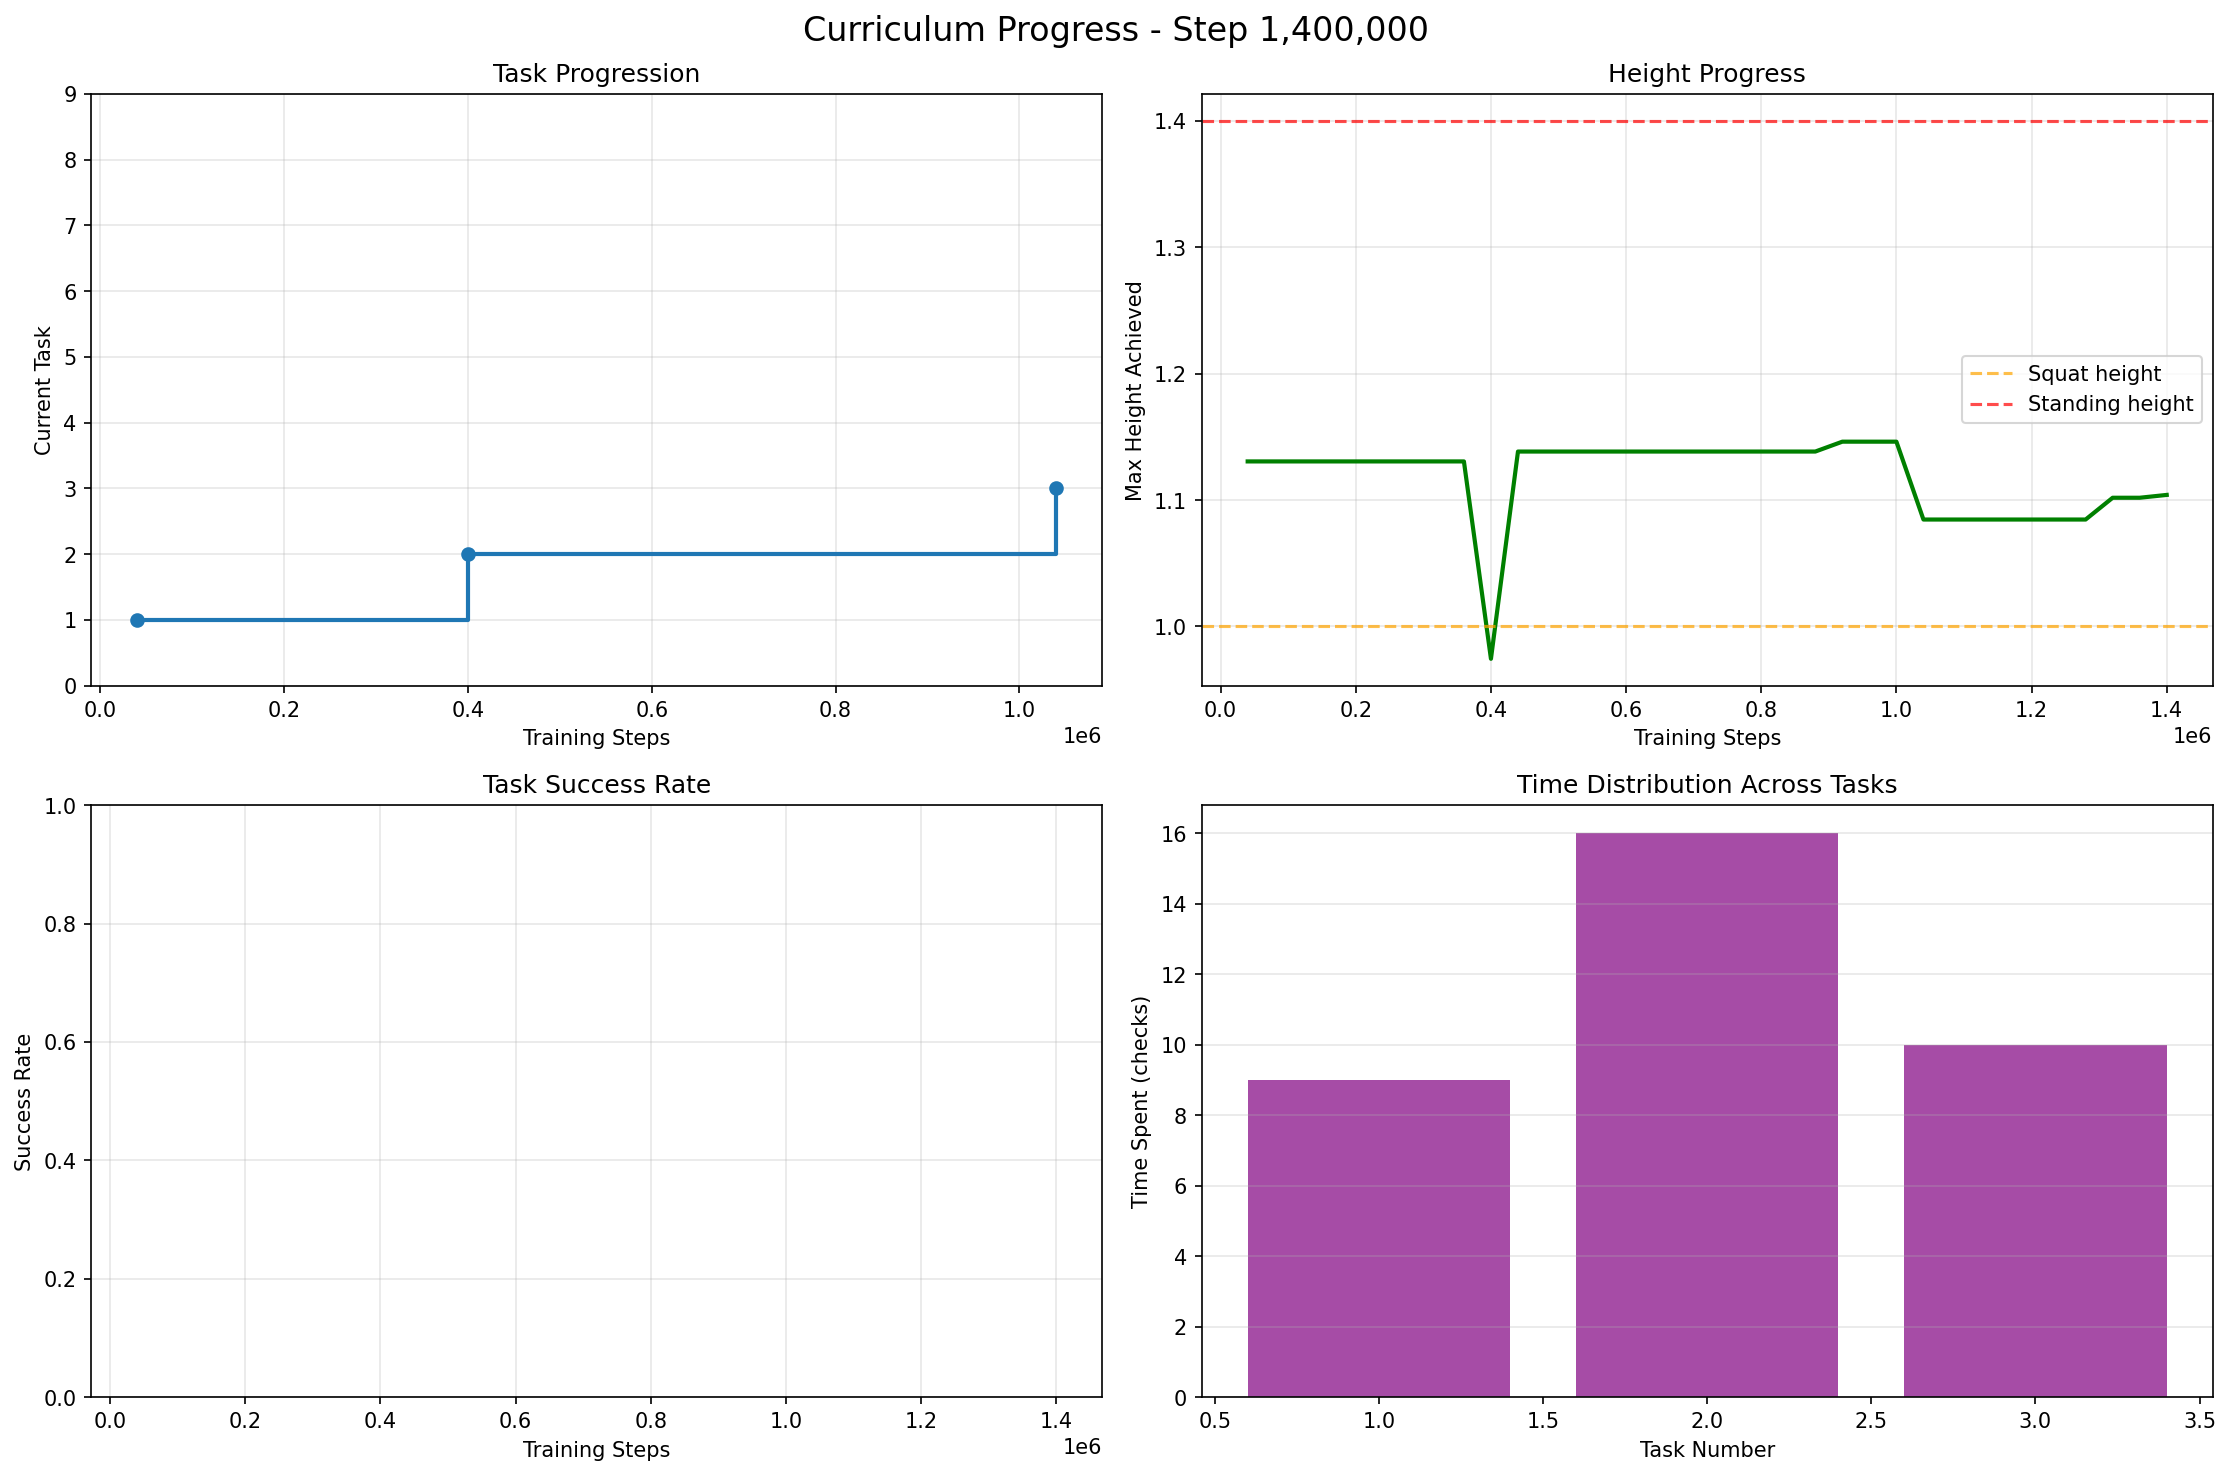 Curriculum Progress - Step 1,400,000
Task Progression
9
8
7
6
5
4
3
2
1
0
Current Task
0.0 0.2 0.4 0.6 0.8 1.0
Training Steps
1e6
Height Progress
1.4
1.3
1.2
1.1
1.0
Max Height Achieved
Squat height
Standing height
0.0 0.2 0.4 0.6 0.8 1.0 1.2 1.4
Training Steps
1e6
Task Success Rate
1.0
0.8
0.6
0.4
0.2
0.0
Success Rate
0.0 0.2 0.4 0.6 0.8 1.0 1.2 1.4
Training Steps
1e6
Time Distribution Across Tasks
16
14
12
10
8
6
4
2
0
Time Spent (checks)
0.5 1.0 1.5 2.0 2.5 3.0 3.5
Task Number